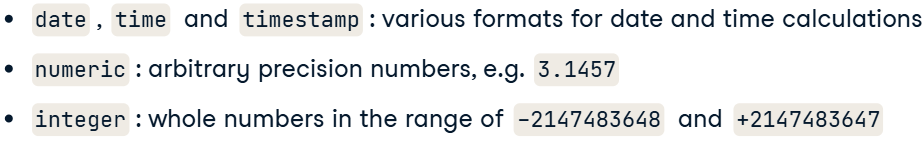 • date , time and timestamp : various formats for date and time calculations
• numeric : arbitrary precision numbers, e.g. 3.1457
• integer : whole numbers in the range of -2147483648 and +2147483647